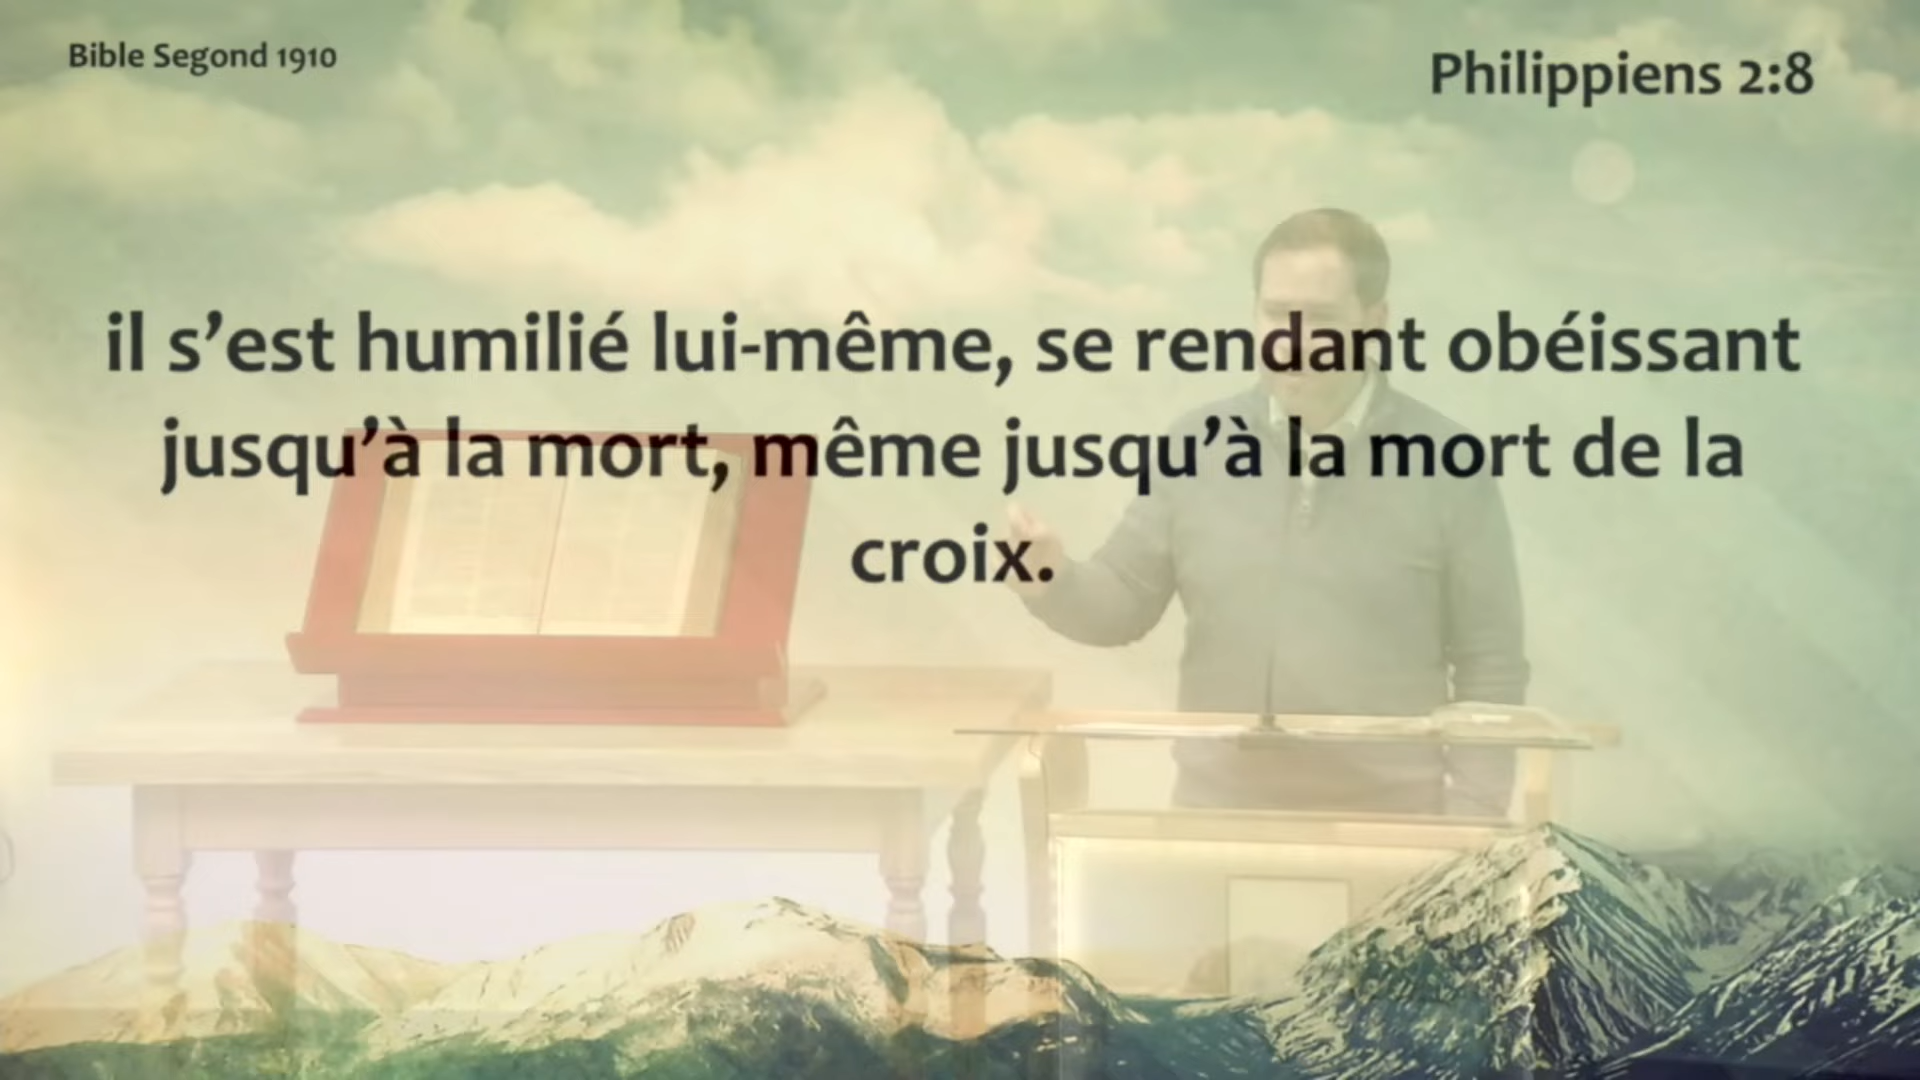 Bible Segond 1910
Philippiens 2:8
il s’est humilié lui-même, se rendant obéissant
jusqu’à la mort, même jusqu’à la mort de la
croix.